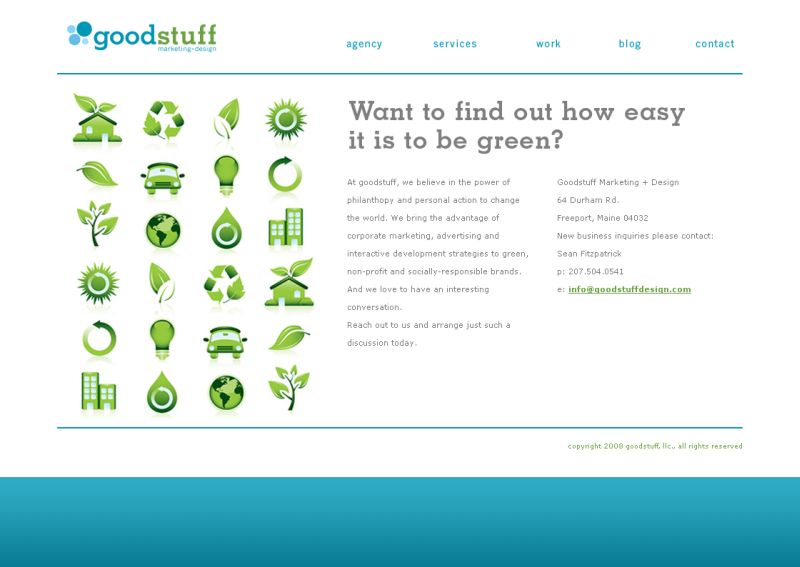 goodstuff
marketing+design
agency services work blog contact
Want to find out how easy
it is to be green?
At goodstuff, we believe in the power of
philanthopy and personal action to change
the world. We bring the advantage of
corporate marketing, advertising and
interactive development strategies to green,
non-profit and socially-responsible brands.
And we love to have an interesting
conversation.
Reach out to us and arrange just such a
discussion today.
Goodstuff Marketing + Design
64 Durham Rd.
Freeport, Maine 04032
New business inquiries please contact:
Sean Fitzpatrick
p: 207.504.0541
e: info@goodstuffdesign.com
copyright 2008 goodstuff, llc., all rights reserved